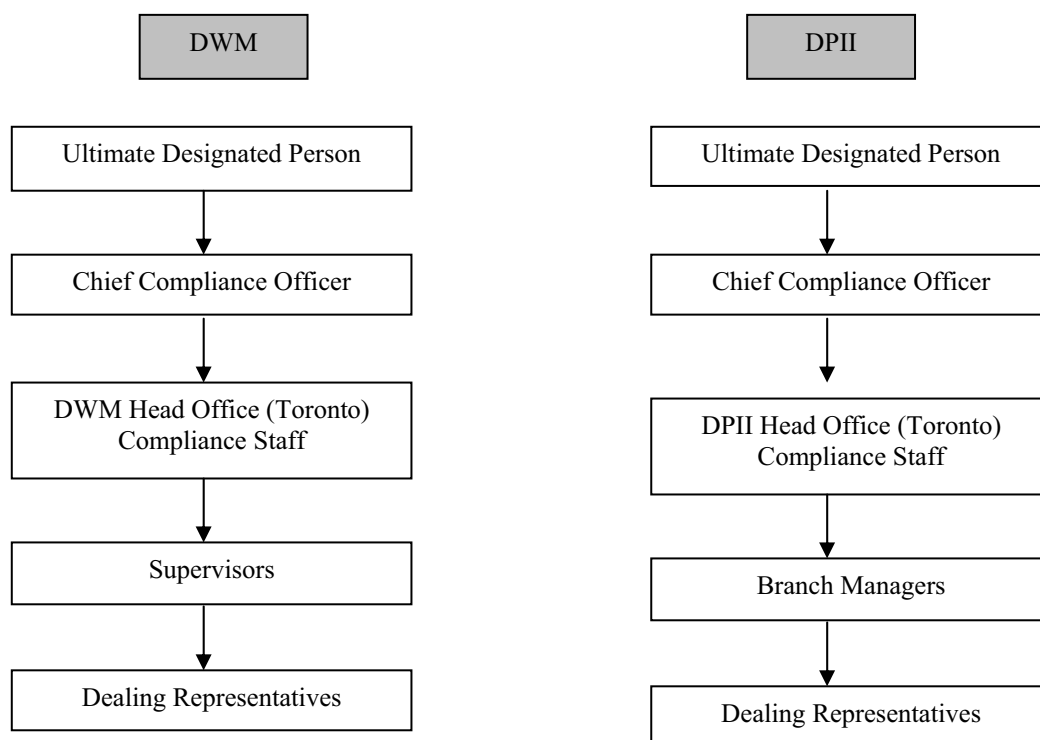 DWM
Ultimate Designated Person
Chief Compliance Officer
DWM Head Office (Toronto)
Compliance Staff
Supervisors
Dealing Representatives
DPII
Ultimate Designated Person
Chief Compliance Officer
DPII Head Office (Toronto)
Compliance Staff
Branch Managers
Dealing Representatives